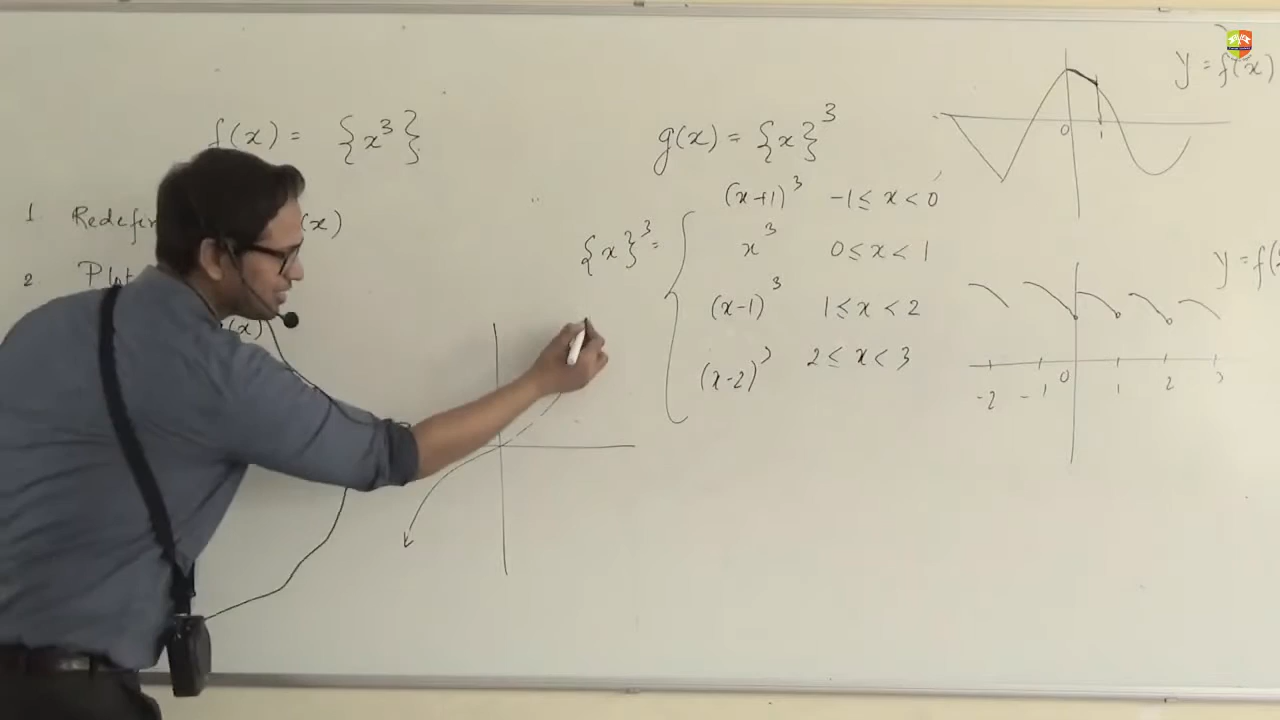 f(x) = {x³}
1 Redefin (x)
2 Plot
(x)
g(x) = {x}³
{x}³ =
(x+1)³ -1 ≤ x < 0
x³ 0 ≤ x < 1
(x-1)³ 1 ≤ x < 2
(x-2)³ 2 ≤ x < 3
y = f(x)
0 1
y = f(
-2 -1 0 1 2 3